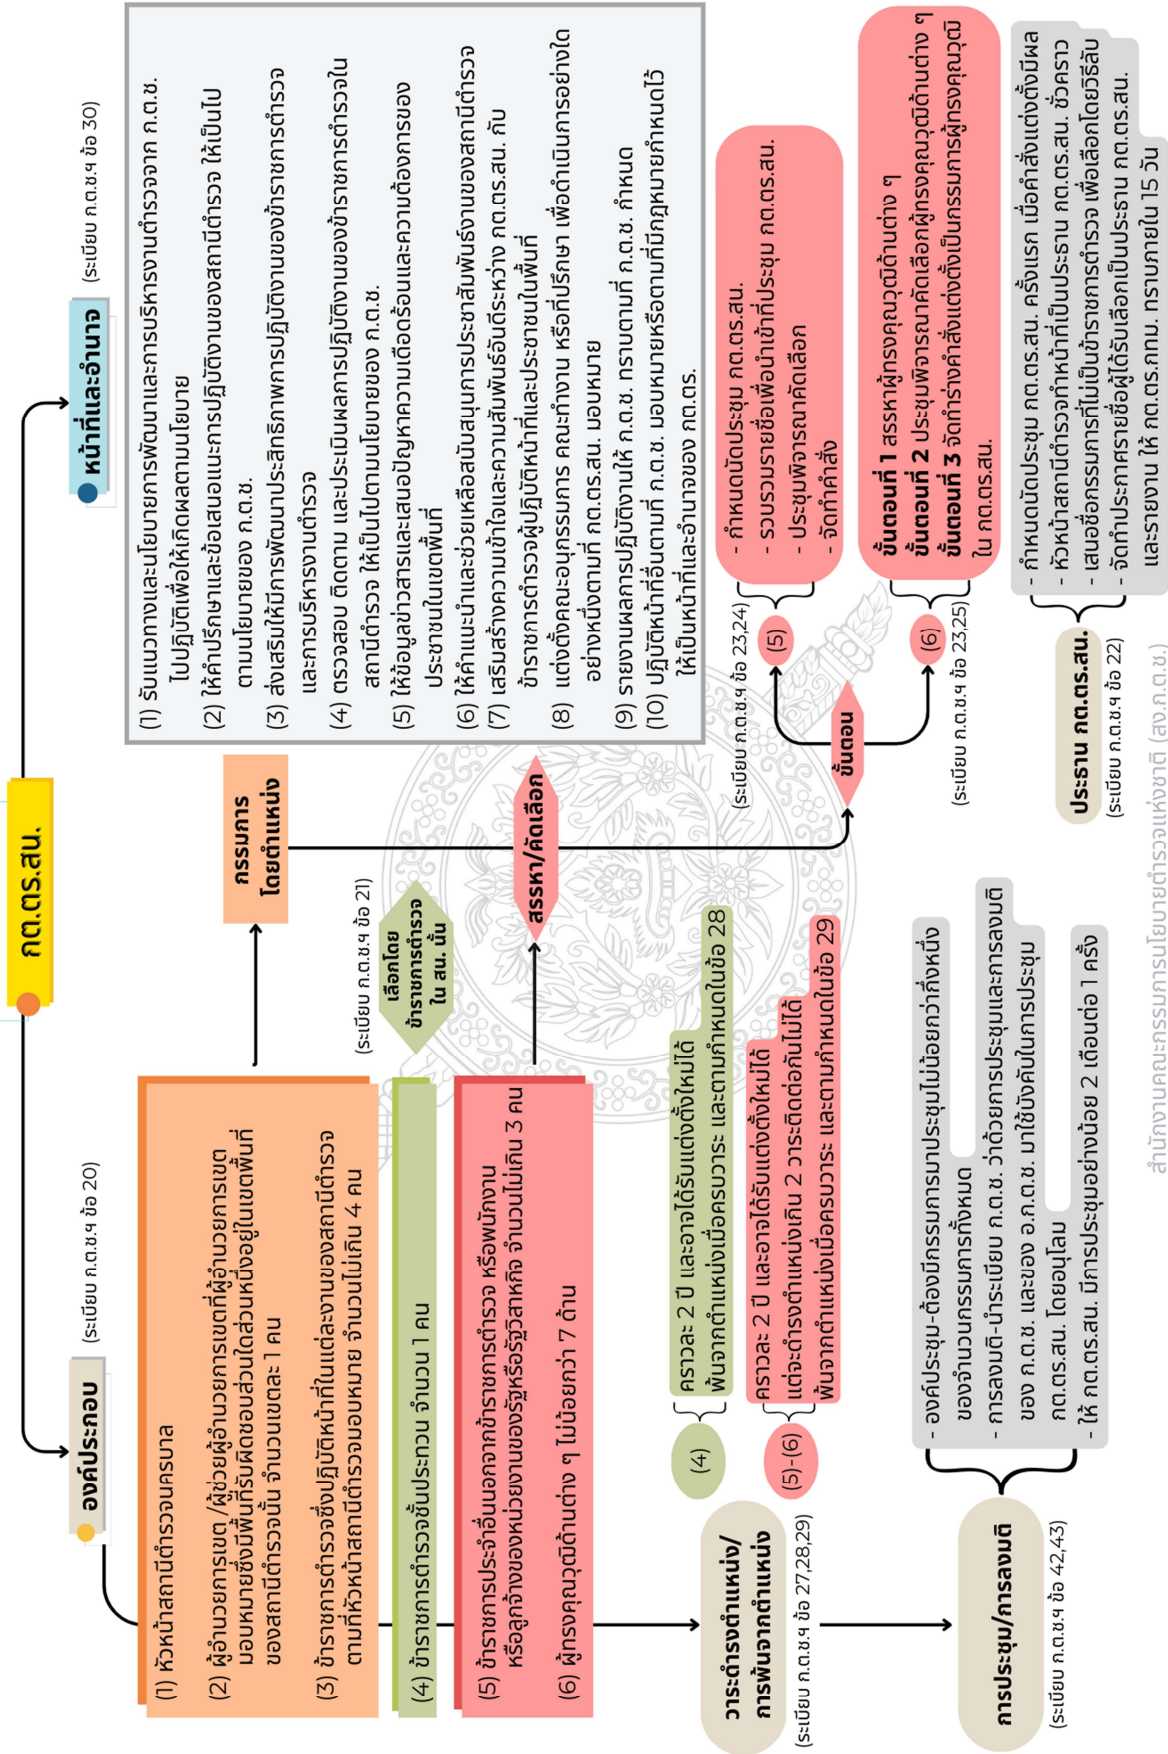 กต.ตร.สน.
องค์ประกอบ
(ระเบียบ ก.ต.ช.ฯ ข้อ 20)
(1) หัวหน้าสถานีตำรวจนครบาล
(2) ผู้อำนวยการเขต /ผู้ช่วยผู้อำนวยการเขตที่ผู้อำนวยการเขต
มอบหมายซึ่งมีพื้นที่รับผิดชอบส่วนใดส่วนหนึ่งอยู่ในเขตพื้นที่
ของสถานีตำรวจนั้น จำนวนเขตละ 1 คน
(3) ข้าราชการตำรวจซึ่งปฏิบัติหน้าที่ในแต่ละงานของสถานีตำรวจ
ตามที่หัวหน้าสถานีตำรวจมอบหมาย จำนวนไม่เกิน 4 คน
(4) ข้าราชการตำรวจชั้นประทวน จำนวน 1 คน
(5) ข้าราชการประจำอื่นนอกจากข้าราชการตำรวจ หรือพนักงาน
หรือลูกจ้างของหน่วยงานของรัฐหรือรัฐวิสาหกิจ จำนวนไม่เกิน 3 คน
(6) ผู้ทรงคุณวุฒิด้านต่าง ๆ ไม่น้อยกว่า 7 ด้าน
กรรมการ
โดยตำแหน่ง
(ระเบียบ ก.ต.ช.ฯ ข้อ 21)
เลือกโดย
ข้าราชการตำรวจ
ใน สน. นั้น
สรรหา/คัดเลือก
หน้าที่และอำนาจ
(ระเบียบ ก.ต.ช.ฯ ข้อ 30)
(1) รับแนวทางและนโยบายการพัฒนาและการบริหารงานตำรวจจาก ก.ต.ช.
ไปปฏิบัติเพื่อให้เกิดผลตามนโยบาย
(2) ให้คำปรึกษาและข้อเสนอแนะการปฏิบัติงานของสถานีตำรวจ ให้เป็นไป
ตามนโยบายของ ก.ต.ช.
(3) ส่งเสริมให้มีการพัฒนาประสิทธิภาพการปฏิบัติงานของข้าราชการตำรวจ
และการบริหารงานตำรวจ
(4) ตรวจสอบ ติดตาม และประเมินผลการปฏิบัติงานของข้าราชการตำรวจใน
สถานีตำรวจ ให้เป็นไปตามนโยบายของ ก.ต.ช.
(5) ให้ข้อมูลข่าวสารและเสนอปัญหาความเดือดร้อนและความต้องการของ
ประชาชนในเขตพื้นที่
(6) ให้คำแนะนำและช่วยเหลือสนับสนุนการประชาสัมพันธ์งานของสถานีตำรวจ
(7) เสริมสร้างความเข้าใจและความสัมพันธ์อันดีระหว่าง กต.ตร.สน. กับ
ข้าราชการตำรวจผู้ปฏิบัติหน้าที่และประชาชนในพื้นที่
(8) แต่งตั้งคณะอนุกรรมการ คณะทำงาน หรือที่ปรึกษา เพื่อดำเนินการอย่างใด
อย่างหนึ่งตามที่ กต.ตร.สน. มอบหมาย
(9) รายงานผลการปฏิบัติงานให้ ก.ต.ช. ทราบตามที่ ก.ต.ช. กำหนด
(10) ปฏิบัติหน้าที่อื่นตามที่ ก.ต.ช. มอบหมายหรือตามที่มีกฎหมายกำหนดไว้
ให้เป็นหน้าที่และอำนาจของ กต.ตร.
วาระดำรงตำแหน่ง/
การพ้นจากตำแหน่ง
(ระเบียบ ก.ต.ช.ฯ ข้อ 27,28,29)
(4)
คราวละ 2 ปี และอาจได้รับแต่งตั้งใหม่ได้
พ้นจากตำแหน่งเมื่อครบวาระ และตามกำหนดในข้อ 28
(5)-(6)
คราวละ 2 ปี และอาจได้รับแต่งตั้งใหม่ได้
แต่จะดำรงตำแหน่งเกิน 2 วาระติดต่อกันไม่ได้
พ้นจากตำแหน่งเมื่อครบวาระ และตามกำหนดในข้อ 29
ขั้นตอน
(ระเบียบ ก.ต.ช.ฯ ข้อ 23,24)
(5)
- กำหนดนัดประชุม กต.ตร.สน.
- รวบรวมรายชื่อเพื่อนำเข้าที่ประชุม กต.ตร.สน.
- ประชุมพิจารณาคัดเลือก
- จัดทำคำสั่ง
(6)
(ระเบียบ ก.ต.ช.ฯ ข้อ 23,25)
ขั้นตอนที่ 1 สรรหาผู้ทรงคุณวุฒิด้านต่าง ๆ
ขั้นตอนที่ 2 ประชุมพิจารณาคัดเลือกผู้ทรงคุณวุฒิด้านต่าง ๆ
ขั้นตอนที่ 3 จัดทำร่างคำสั่งแต่งตั้งเป็นกรรมการผู้ทรงคุณวุฒิ
ใน กต.ตร.สน.
การประชุม/การลงมติ
(ระเบียบ ก.ต.ช.ฯ ข้อ 42,43)
- องค์ประชุม-ต้องมีกรรมการมาประชุมไม่น้อยกว่ากึ่งหนึ่ง
ของจำนวนกรรมการทั้งหมด
- การลงมติ-นำระเบียบ ก.ต.ช. ว่าด้วยการประชุมและการลงมติ
ของ ก.ต.ช. และของ อ.ก.ต.ช. มาใช้บังคับในการประชุม
กต.ตร.สน. โดยอนุโลม
- ให้ กต.ตร.สน. มีการประชุมอย่างน้อย 2 เดือนต่อ 1 ครั้ง
ประธาน กต.ตร.สน.
(ระเบียบ ก.ต.ช.ฯ ข้อ 22)
- กำหนดนัดประชุม กต.ตร.สน. ครั้งแรก เมื่อคำสั่งแต่งตั้งมีผล
- หัวหน้าสถานีตำรวจทำหน้าที่เป็นประธาน กต.ตร.สน. ชั่วคราว
- เสนอชื่อกรรมการที่ไม่เป็นข้าราชการตำรวจ เพื่อเลือกโดยวิธีลับ
- จัดทำประกาศรายชื่อผู้ได้รับเลือกเป็นประธาน กต.ตร.สน.
และรายงาน ให้ กต.ตร.กทม. ทราบภายใน 15 วัน
สำนักงานคณะกรรมการนโยบายตำรวจแห่งชาติ (สง.ก.ต.ช.)